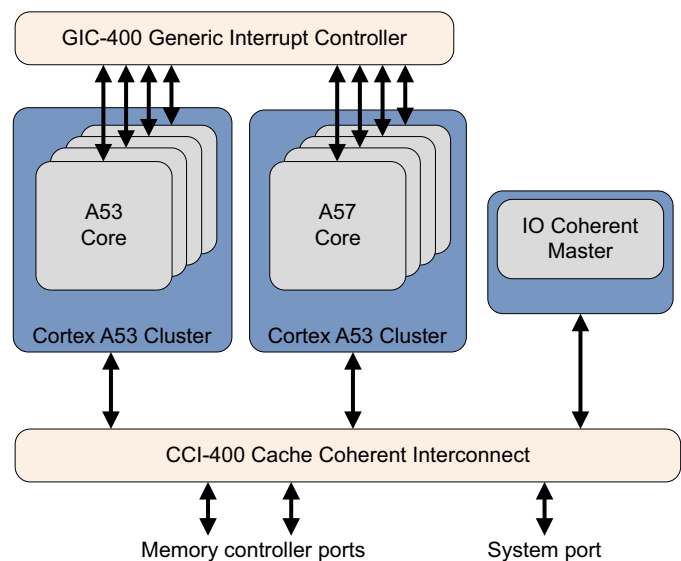 GIC-400 Generic Interrupt Controller
A53
Core
A57
Core
IO Coherent
Master
Cortex A53 Cluster
Cortex A53 Cluster
CCI-400 Cache Coherent Interconnect
Memory controller ports
System port